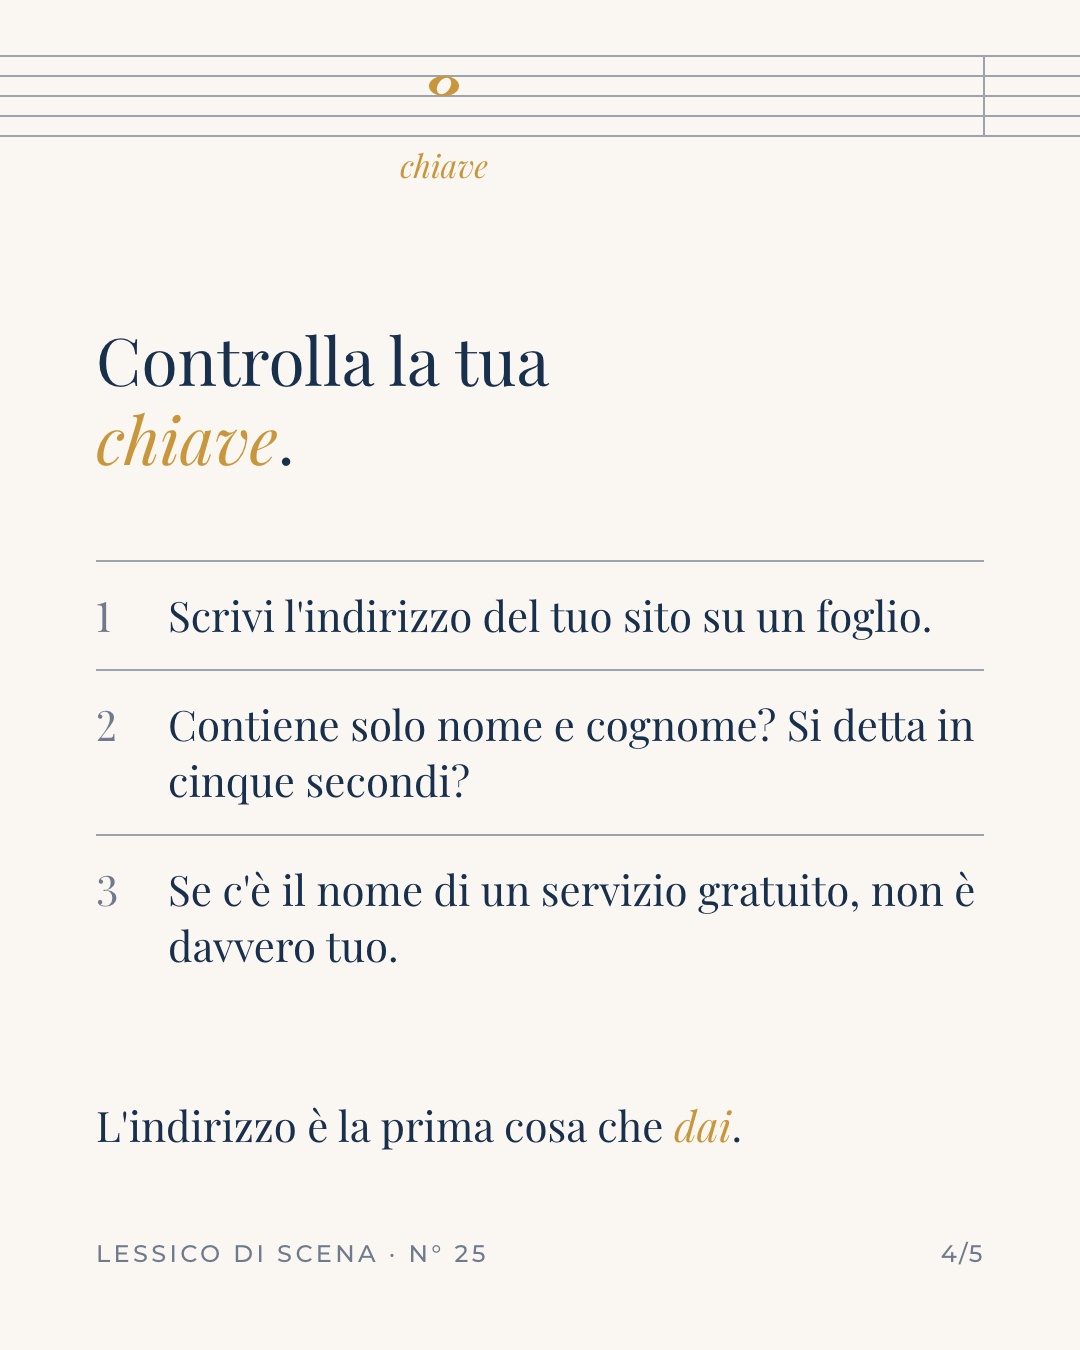 chiave
Controlla la tua
chiave.
1 Scrivi l'indirizzo del tuo sito su un foglio.
2 Contiene solo nome e cognome? Si detta in
cinque secondi?
3 Se c'è il nome di un servizio gratuito, non è
davvero tuo.
L'indirizzo è la prima cosa che dai.
LESSICO DI SCENA · N° 25
4/5